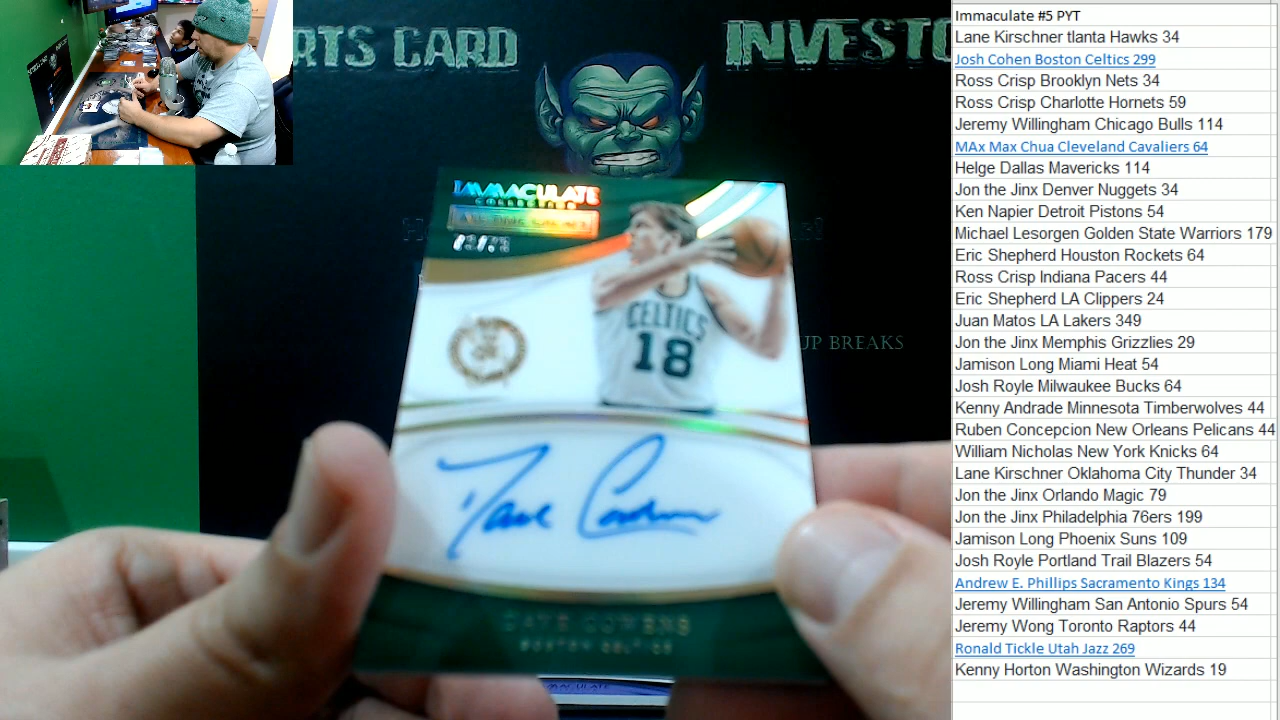 RTS CARD
INVESTO
IMMACULATE
COLLECTION
CELTICS
18
UP BREAKS
Dave Cowens
DAVE COWENS
BOSTON CELTICS
IMMACULATE
Immaculate #5 PYT
Lane Kirschner tlanta Hawks 34
Josh Cohen Boston Celtics 299
Ross Crisp Brooklyn Nets 34
Ross Crisp Charlotte Hornets 59
Jeremy Willingham Chicago Bulls 114
MAx Max Chua Cleveland Cavaliers 64
Helge Dallas Mavericks 114
Jon the Jinx Denver Nuggets 34
Ken Napier Detroit Pistons 54
Michael Lesorgen Golden State Warriors 179
Eric Shepherd Houston Rockets 64
Ross Crisp Indiana Pacers 44
Eric Shepherd LA Clippers 24
Juan Matos LA Lakers 349
Jon the Jinx Memphis Grizzlies 29
Jamison Long Miami Heat 54
Josh Royle Milwaukee Bucks 64
Kenny Andrade Minnesota Timberwolves 44
Ruben Concepcion New Orleans Pelicans 44
William Nicholas New York Knicks 64
Lane Kirschner Oklahoma City Thunder 34
Jon the Jinx Orlando Magic 79
Jon the Jinx Philadelphia 76ers 199
Jamison Long Phoenix Suns 109
Josh Royle Portland Trail Blazers 54
Andrew E. Phillips Sacramento Kings 134
Jeremy Willingham San Antonio Spurs 54
Jeremy Wong Toronto Raptors 44
Ronald Tickle Utah Jazz 269
Kenny Horton Washington Wizards 19